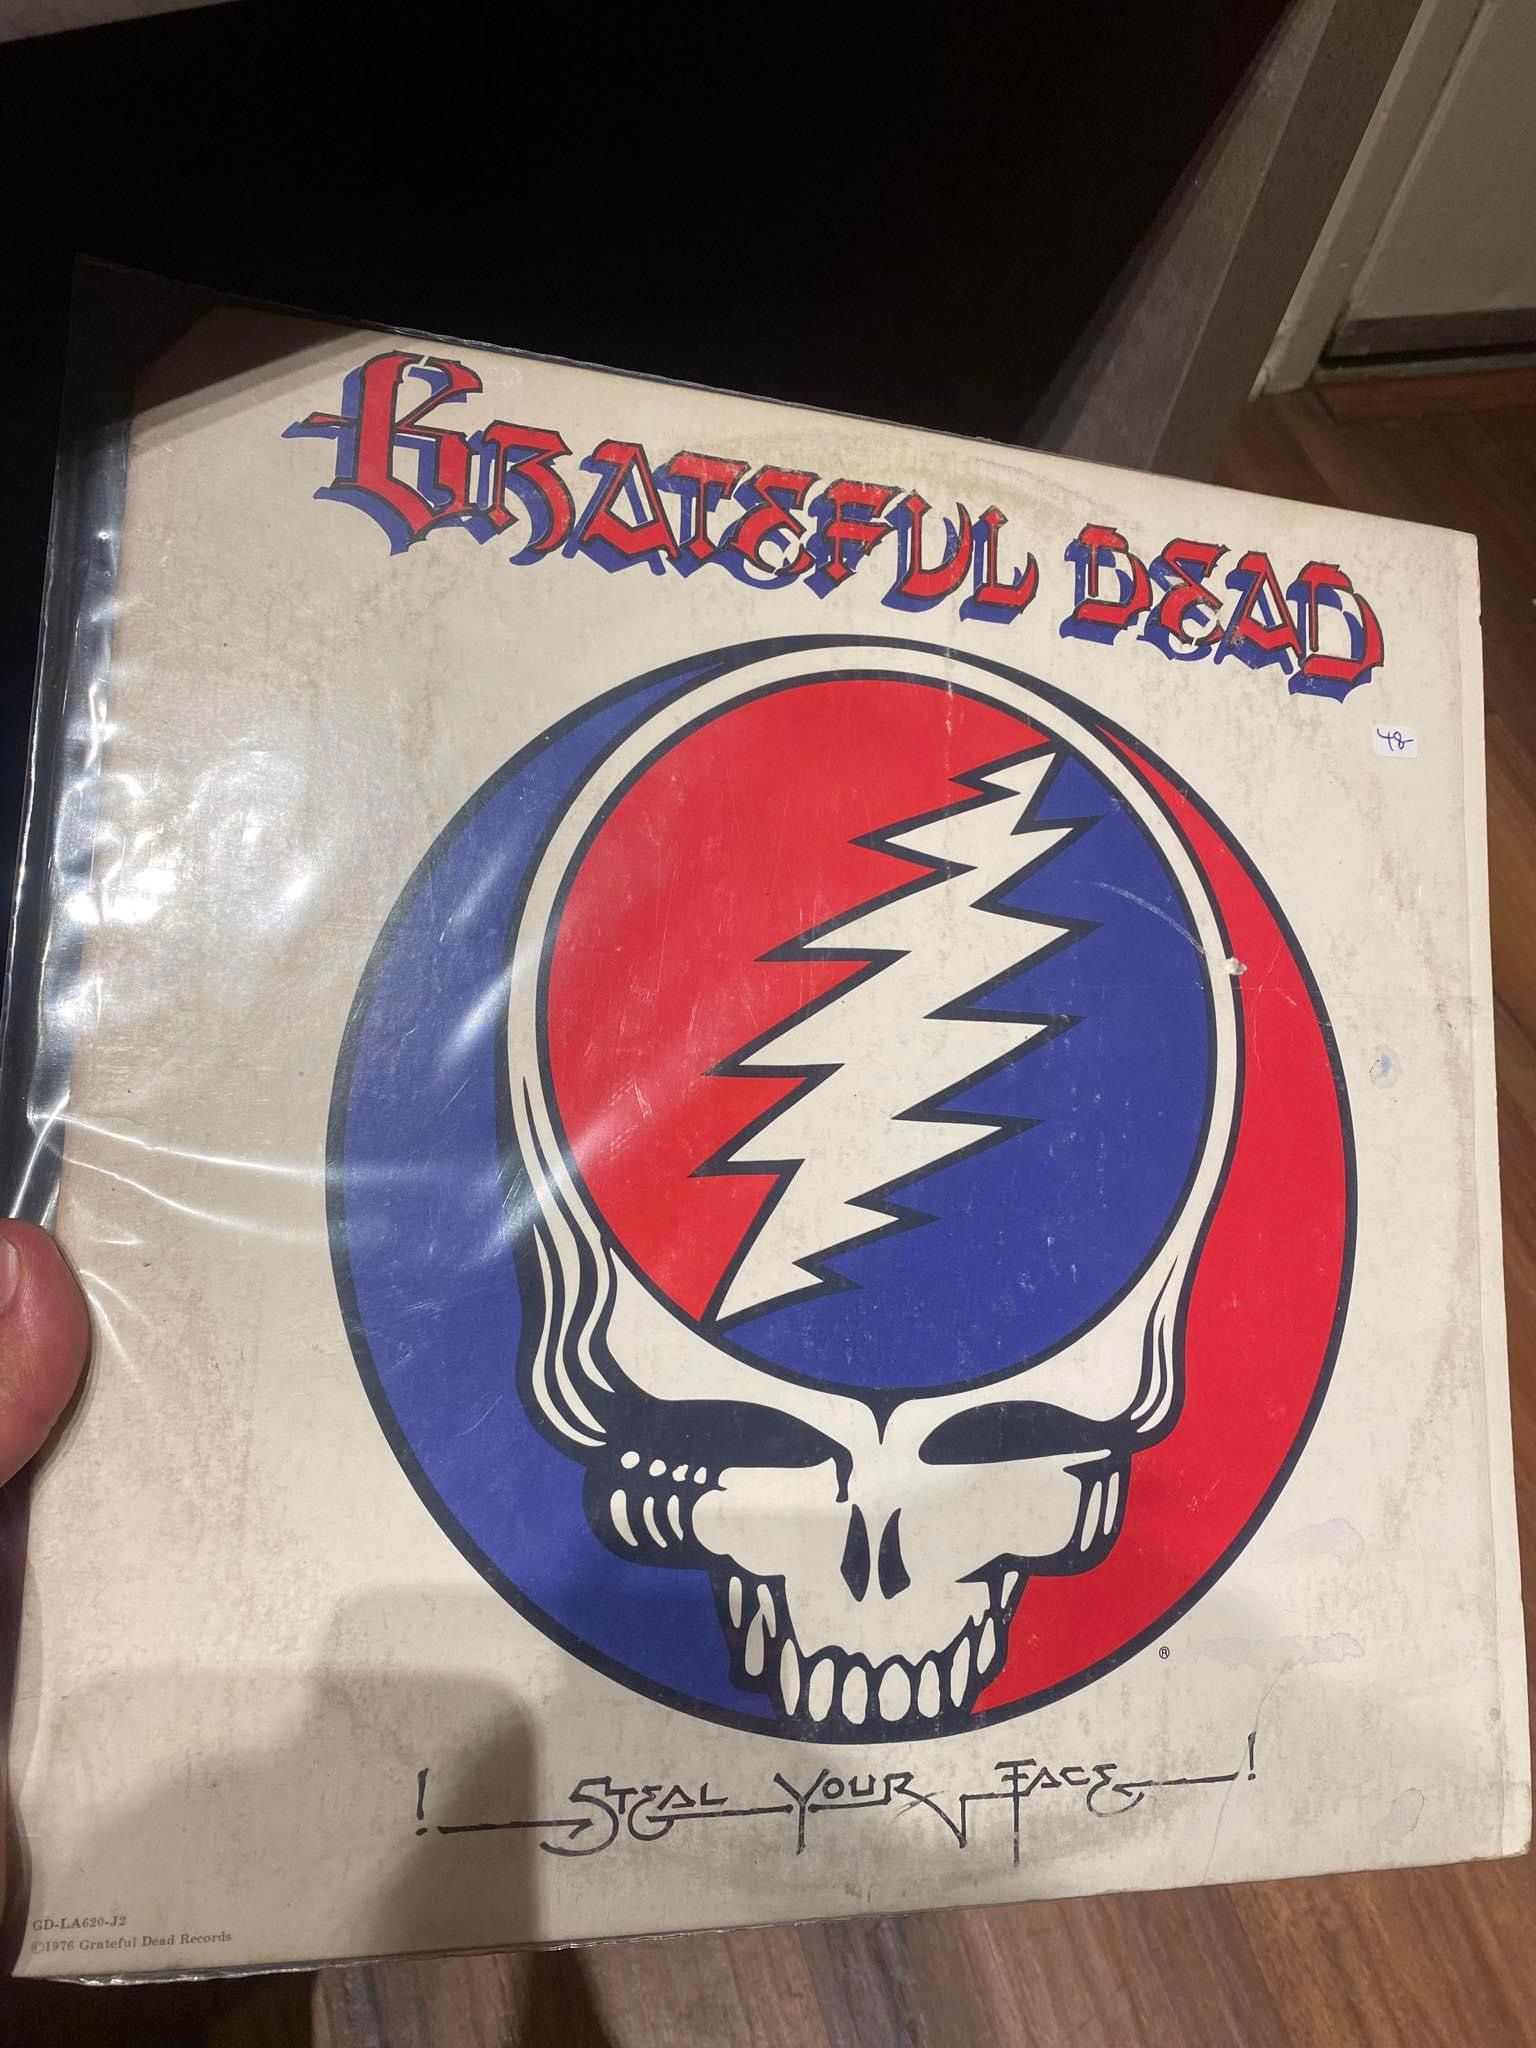 GRATEFUL DEAD
48-
®
! STEAL YOUR FACE !
GD-LA620-J2
©1976 Grateful Dead Records